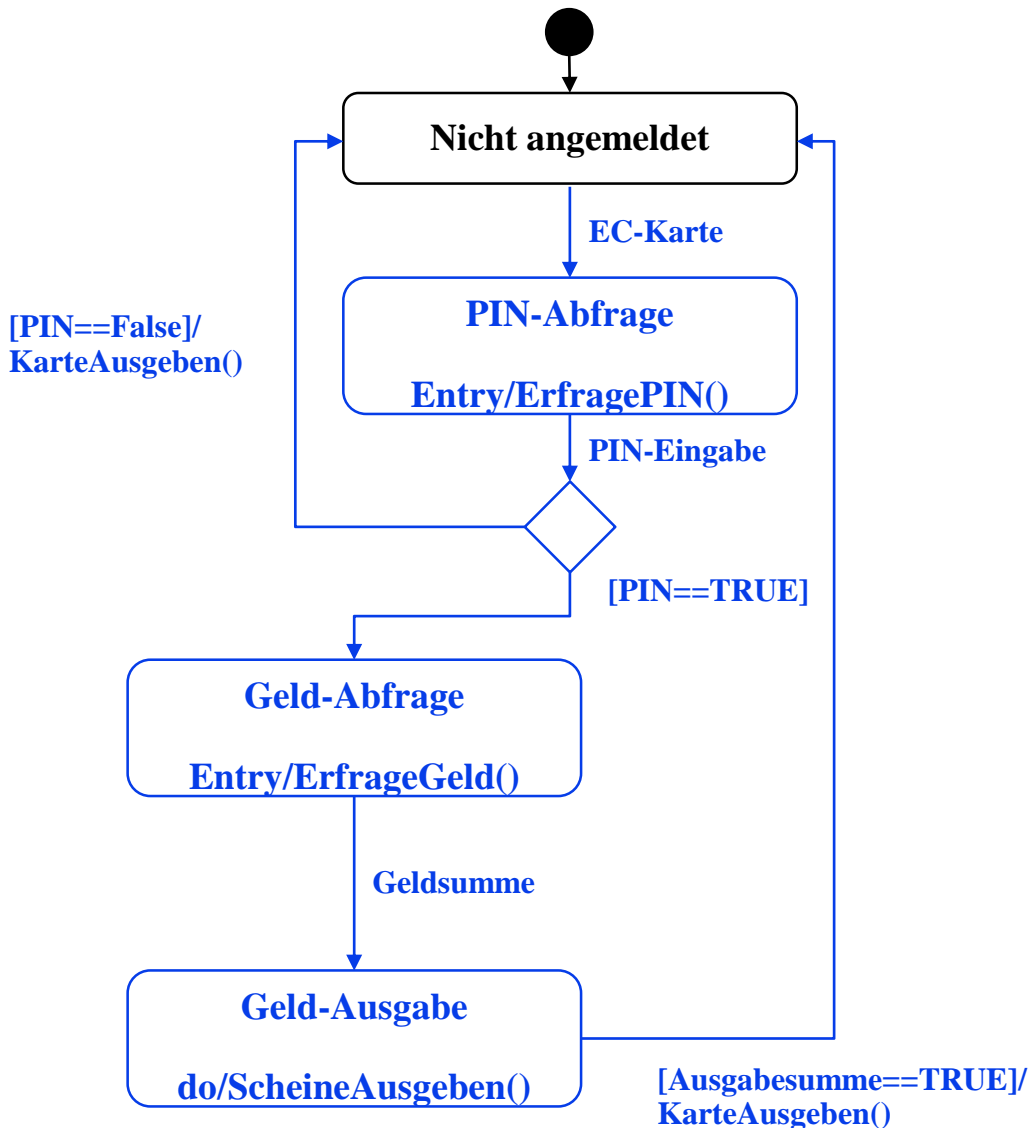 Nicht angemeldet
EC-Karte
PIN-Abfrage
Entry/ErfragePIN()
[PIN==False]/
KarteAusgeben()
PIN-Eingabe
[PIN==TRUE]
Geld-Abfrage
Entry/ErfrageGeld()
Geldsumme
Geld-Ausgabe
do/ScheineAusgeben()
[Ausgabesumme==TRUE]/
KarteAusgeben()